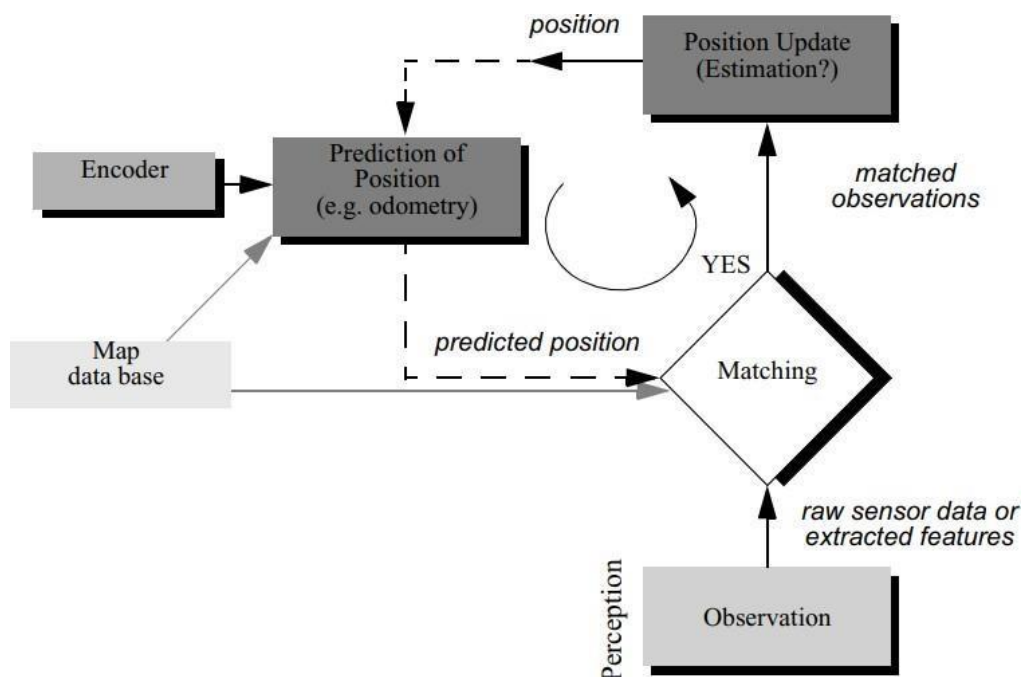 position
Position Update
(Estimation?)
Encoder
Prediction of
Position
(e.g. odometry)
matched
observations
YES
Map
data base
predicted position
Matching
raw sensor data or
extracted features
Perception
Observation